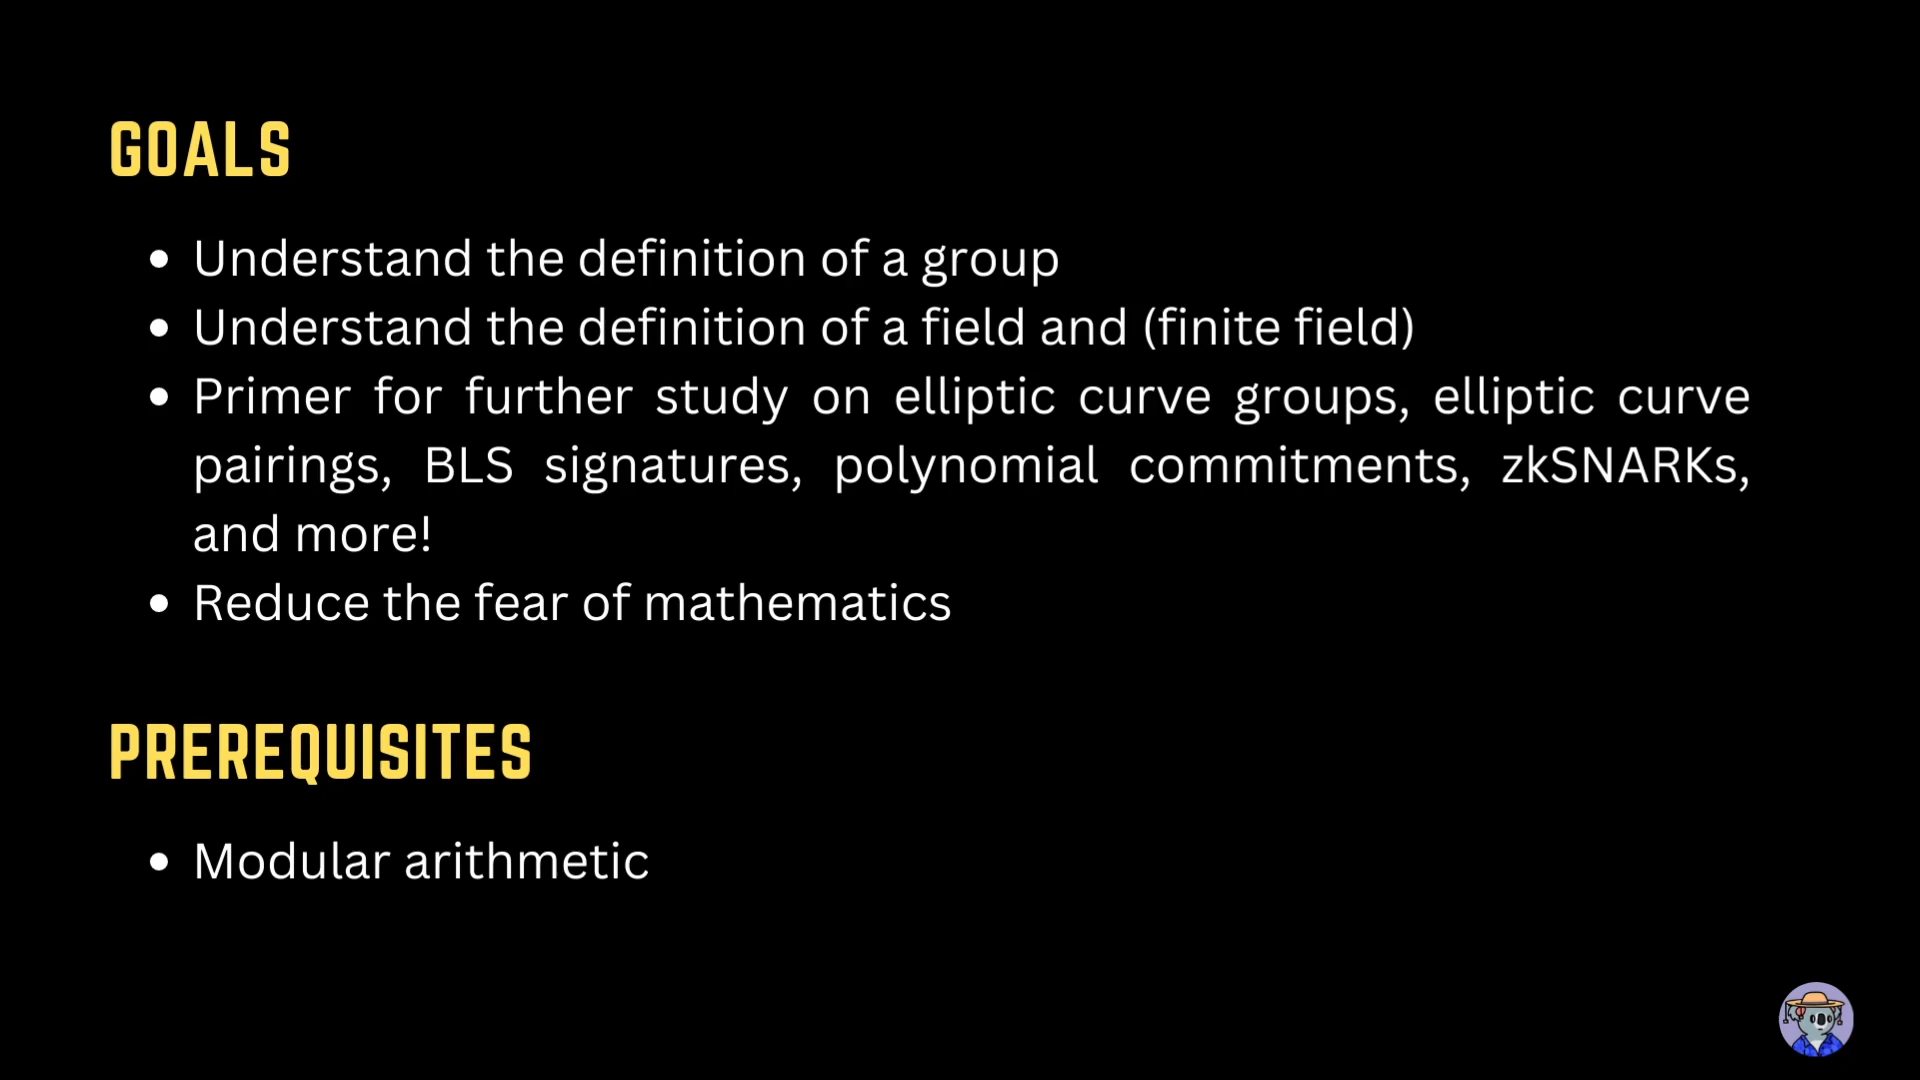 GOALS
• Understand the definition of a group
• Understand the definition of a field and (finite field)
• Primer for further study on elliptic curve groups, elliptic curve
pairings, BLS signatures, polynomial commitments, zkSNARKs,
and more!
• Reduce the fear of mathematics
PREREQUISITES
• Modular arithmetic